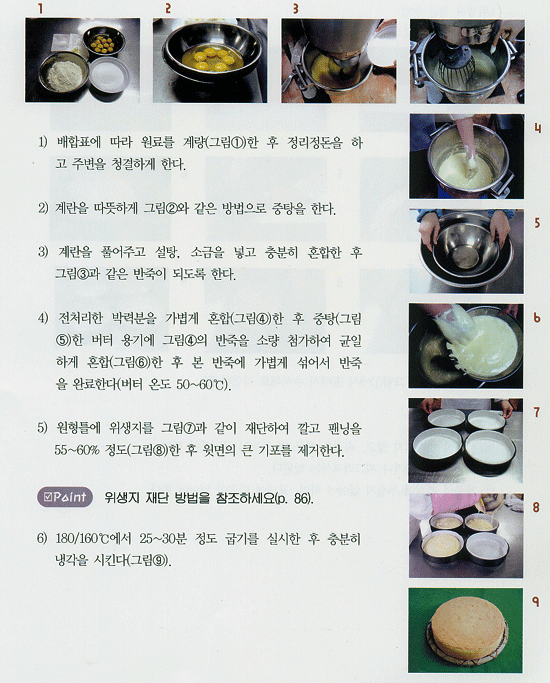 1 2 3
4
1) 배합표에 따라 원료를 계량(그림①)한 후 정리정돈을 하
고 주변을 청결하게 한다.
2) 계란을 따뜻하게 그림②와 같은 방법으로 중탕을 한다.
5
3) 계란을 풀어주고 설탕, 소금을 넣고 충분히 혼합한 후
그림③과 같은 반죽이 되도록 한다.
6
4) 전처리한 박력분을 가볍게 혼합(그림④)한 후 중탕(그림
⑤)한 버터 용기에 그림④의 반죽을 소량 첨가하여 균일
하게 혼합(그림⑥)한 후 본 반죽에 가볍게 섞어서 반죽
을 완료한다(버터 온도 50~60℃).
7
5) 원형틀에 위생지를 그림⑦과 같이 재단하여 깔고 팬닝을
55~60% 정도(그림⑧)한 후 윗면의 큰 기포를 제거한다.
Point 위생지 재단 방법을 참조하세요(p. 86).
8
6) 180/160℃에서 25~30분 정도 굽기를 실시한 후 충분히
냉각을 시킨다(그림⑨).
9